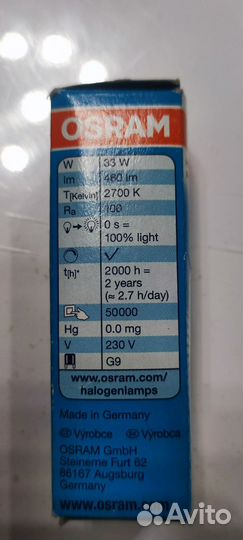 OSRAM
W 33 W
lm 460 lm
T[Kelvin] 2700 K
Ra 100
0 s =
100% light
t[h]* 2000 h =
2 years
(≈ 2.7 h/day)
50000
Hg 0.0 mg
V 230 V
G9
www.osram.com/
halogenlamps
Made in Germany
Výrobce Výrobca
OSRAM GmbH
Steinerne Furt 62
86167 Augsburg
Germany
www.osram.
Avito